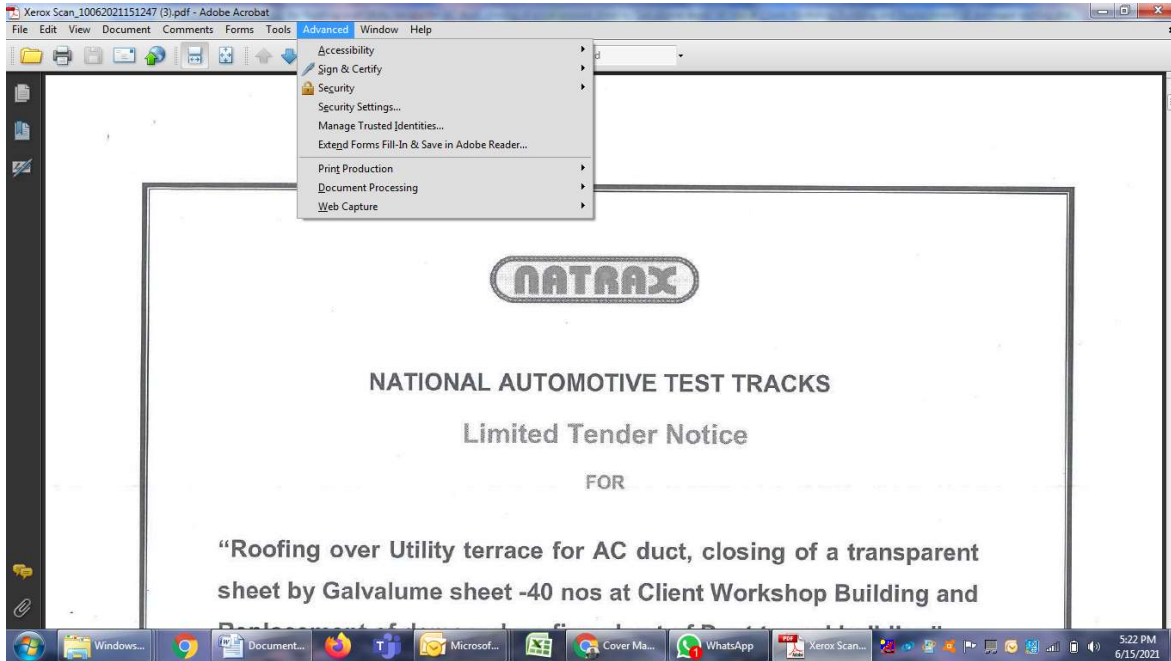 Xerox Scan_10062021151247 (3).pdf - Adobe Acrobat
File Edit View Document Comments Forms Tools Advanced Window Help
Accessibility
Sign & Certify
Security
Security Settings...
Manage Trusted Identities...
Extend Forms Fill-In & Save in Adobe Reader...
Print Production
Document Processing
Web Capture
NATRAX
NATIONAL AUTOMOTIVE TEST TRACKS
Limited Tender Notice
FOR
“Roofing over Utility terrace for AC duct, closing of a transparent
sheet by Galvalume sheet -40 nos at Client Workshop Building and
Windows... Document... Microsof... Cover Ma... WhatsApp Xerox Scan...
5:22 PM
6/15/2021